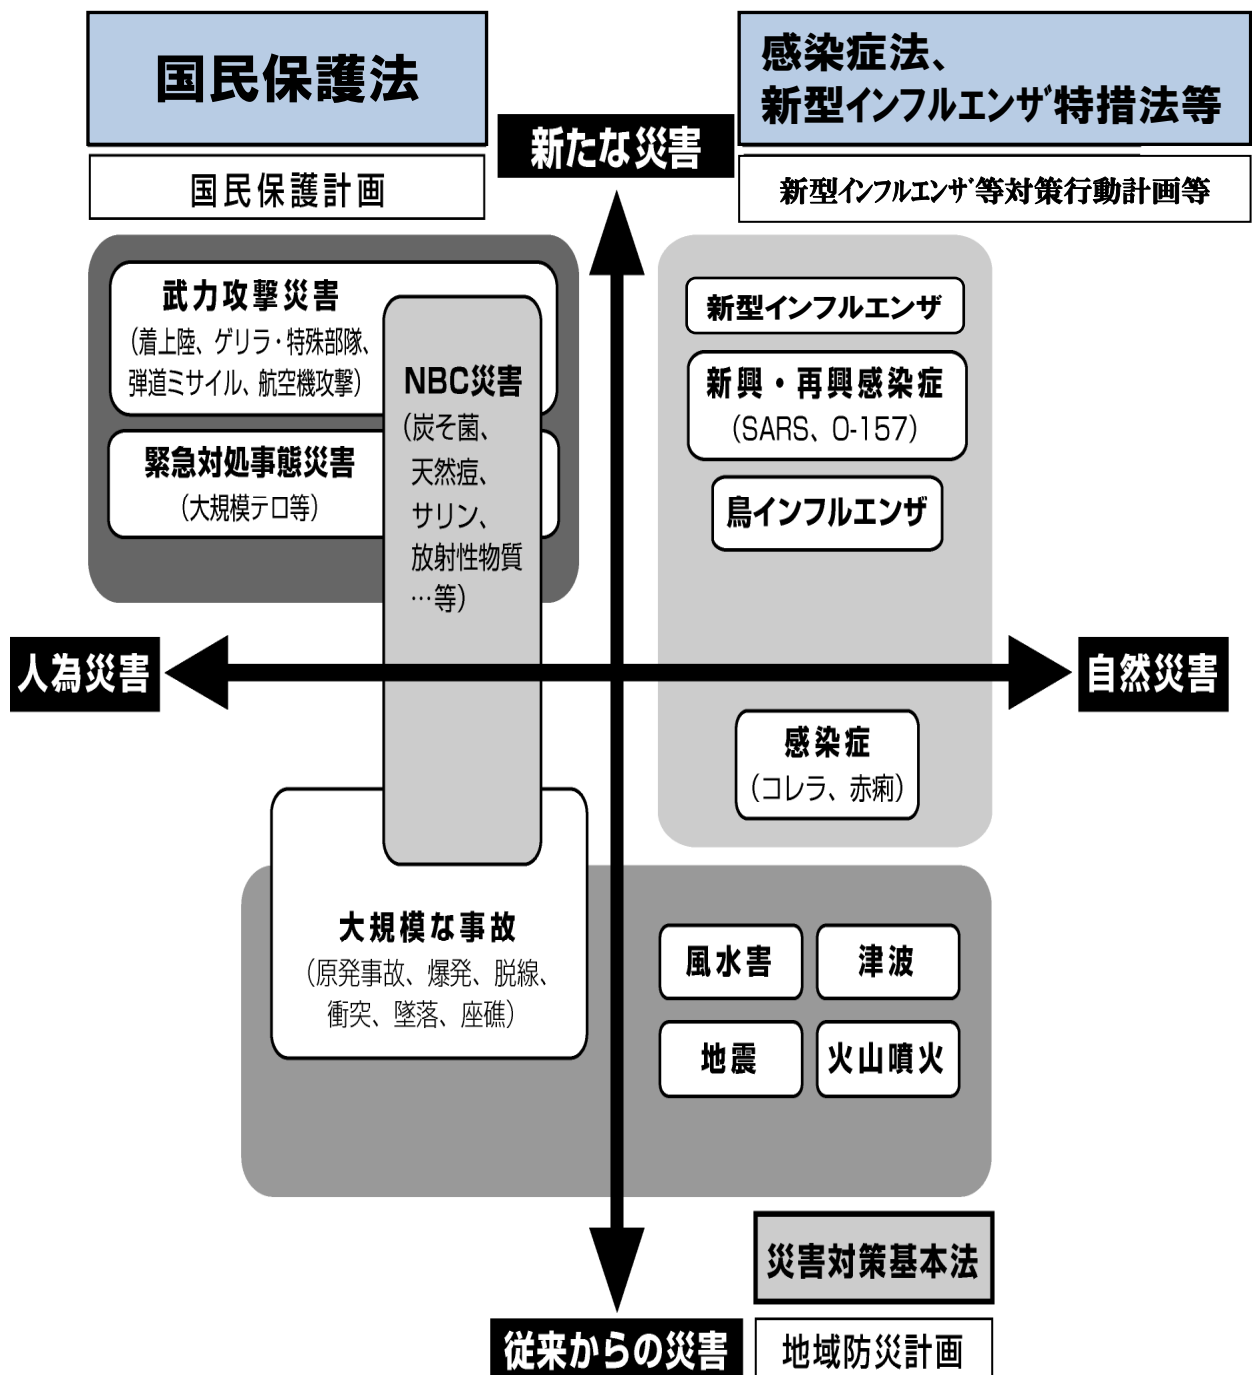 国民保護法
国民保護計画
感染症法、
新型インフルエンザ特措法等
新型インフルエンザ等対策行動計画等
新たな災害
武力攻撃災害
（着上陸、ゲリラ・特殊部隊、
弾道ミサイル、航空機攻撃）
緊急対処事態災害
（大規模テロ等）
NBC災害
（炭そ菌、
天然痘、
サリン、
放射性物質
…等）
新型インフルエンザ
新興・再興感染症
（SARS、O-157）
鳥インフルエンザ
人為災害
自然災害
感染症
（コレラ、赤痢）
大規模な事故
（原発事故、爆発、脱線、
衝突、墜落、座礁）
風水害
津波
地震
火山噴火
災害対策基本法
地域防災計画
従来からの災害